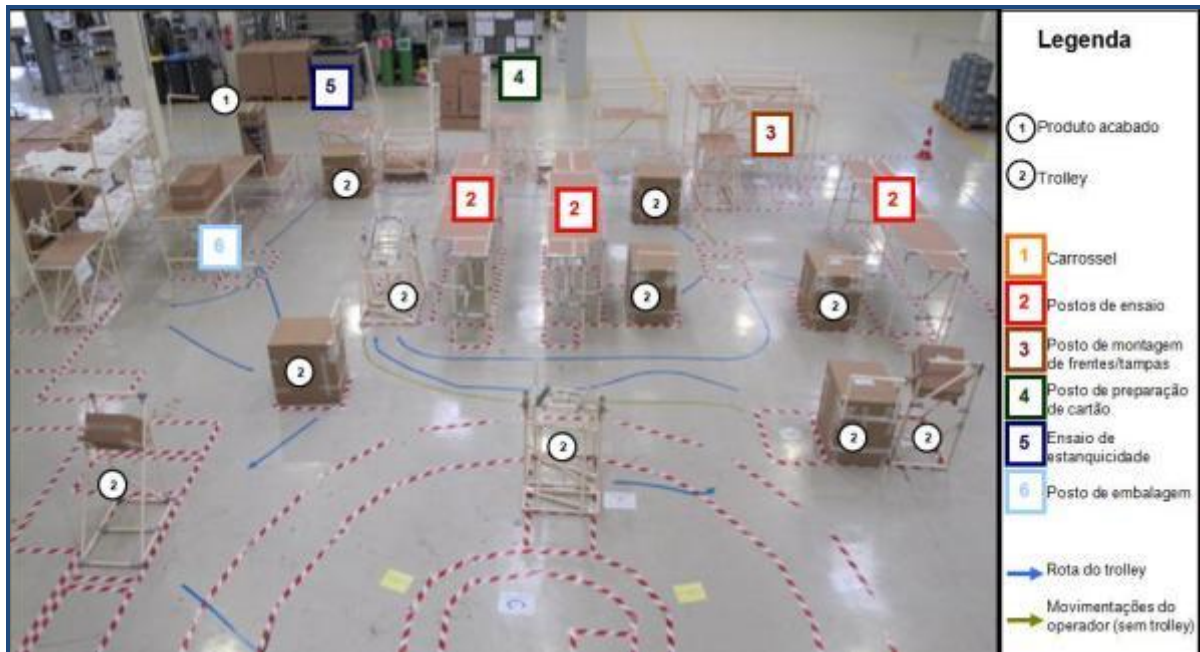 5
4
1
3
2
2
2
2
2
6
2
2
2
2
2
2
2
2
Legenda
1 Produto acabado
2 Trolley
1 Carrossel
2 Postos de ensaio
3 Posto de montagem
de frentes/tampas
4 Posto de preparação
de cartão
5 Ensaio de
estanquicidade
6 Posto de embalagem
Rota do trolley
Movimentações do
operador (sem trolley)